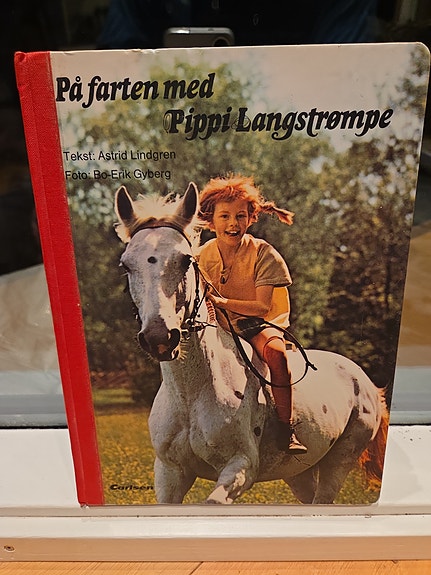 På farten med
Pippi Langstrømpe
Tekst: Astrid Lindgren
Foto: Bo-Erik Gyberg
Carlsen